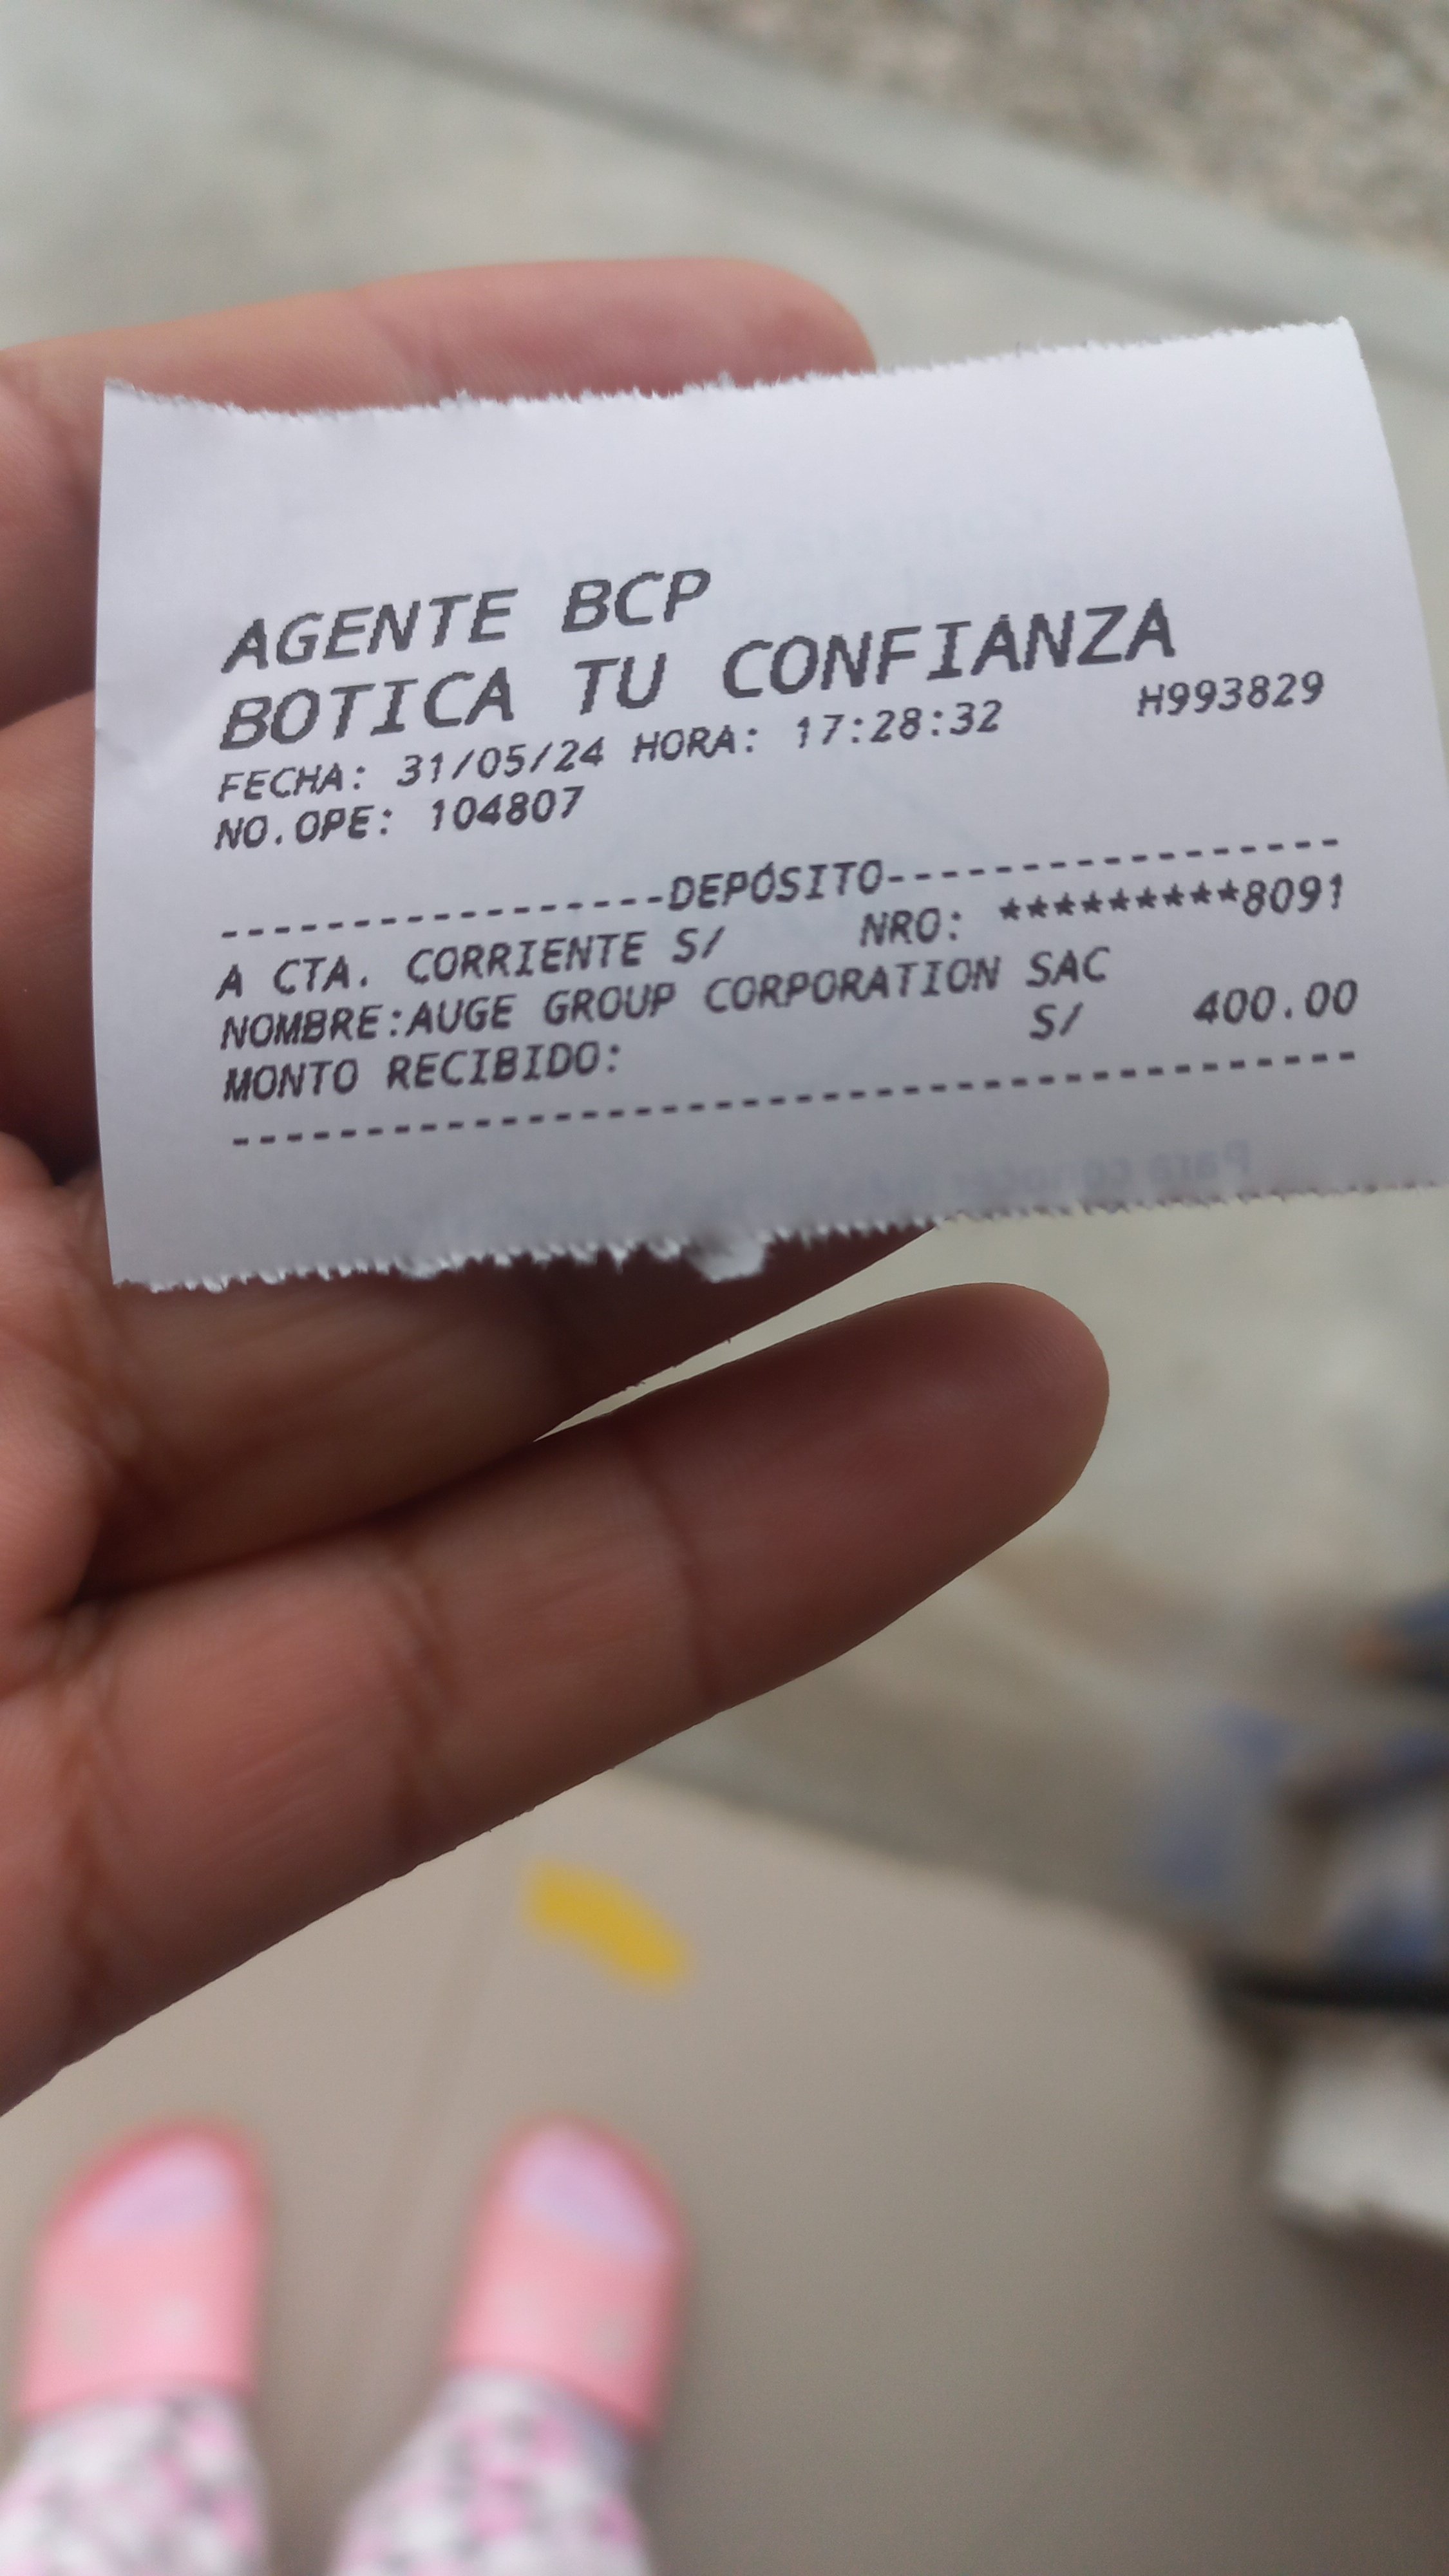 AGENTE BCP
BOTICA TU CONFIANZA
FECHA: 31/05/24 HORA: 17:28:32 H993829
NO.OPE: 104807
----------------DEPÓSITO-----------------
A CTA. CORRIENTE S/ NRO: *********8091
NOMBRE:AUGE GROUP CORPORATION SAC
MONTO RECIBIDO: S/ 400.00
------------------------------------------